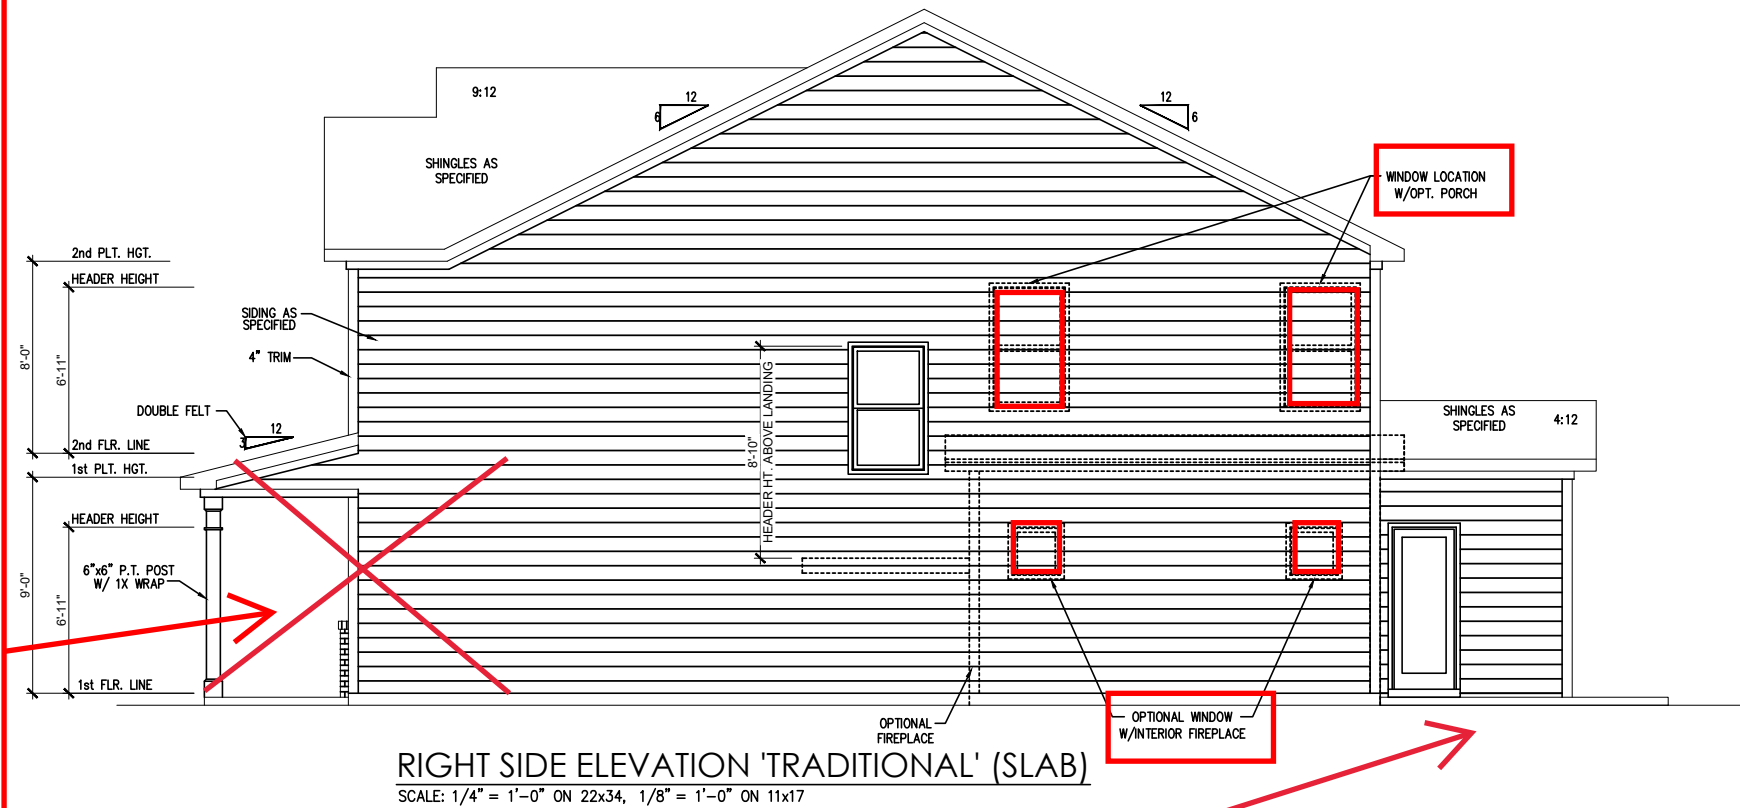 9:12
12
6
12
6
SHINGLES AS
SPECIFIED
WINDOW LOCATION
W/OPT. PORCH
2nd PLT. HGT.
HEADER HEIGHT
SIDING AS
SPECIFIED
4" TRIM
8'-0"
6'-11"
DOUBLE FELT
12
3
2nd FLR. LINE
1st PLT. HGT.
HEADER HEIGHT
6"x6" P.T. POST
W/ 1X WRAP
9'-0"
6'-11"
1st FLR. LINE
8'-10"
HEADER HT. ABOVE LANDING
SHINGLES AS
SPECIFIED
4:12
OPTIONAL
FIREPLACE
OPTIONAL WINDOW
W/INTERIOR FIREPLACE
RIGHT SIDE ELEVATION 'TRADITIONAL' (SLAB)
SCALE: 1/4" = 1'-0" ON 22x34, 1/8" = 1'-0" ON 11x17